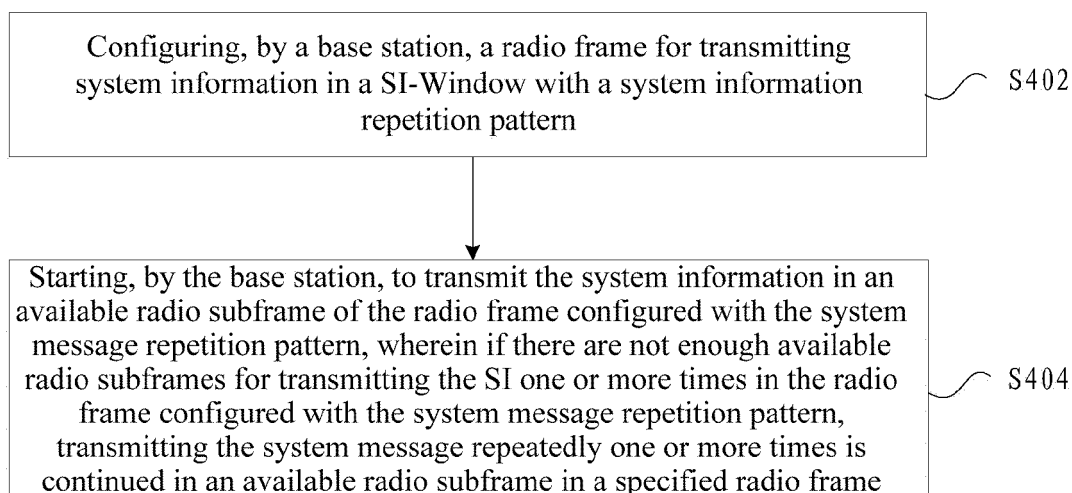 Configuring, by a base station, a radio frame for transmitting
system information in a SI-Window with a system information
repetition pattern
S402
Starting, by the base station, to transmit the system information in an
available radio subframe of the radio frame configured with the system
message repetition pattern, wherein if there are not enough available
radio subframes for transmitting the SI one or more times in the radio
frame configured with the system message repetition pattern,
transmitting the system message repeatedly one or more times is
continued in an available radio subframe in a specified radio frame
S404